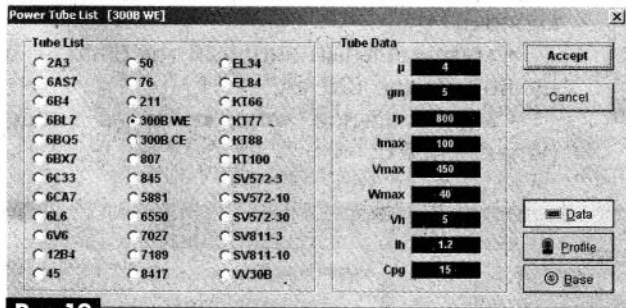 Power Tube List [300B WE]
Tube List
2A3
6AS7
6B4
6BL7
6BQ5
6BX7
6C33
6CA7
6L6
6V6
12B4
45
50
76
211
300B WE
300B CE
807
845
5881
6550
7027
7189
8417
EL34
EL84
KT66
KT77
KT88
KT100
SV572-3
SV572-10
SV572-30
SV811-3
SV811-10
VV30B
Tube Data
µ 4
gm 5
rp 800
Imax 100
Vmax 450
Wmax 40
Vh 5
Ih 1.2
Cpg 15
Accept
Cancel
Data
Profile
Base